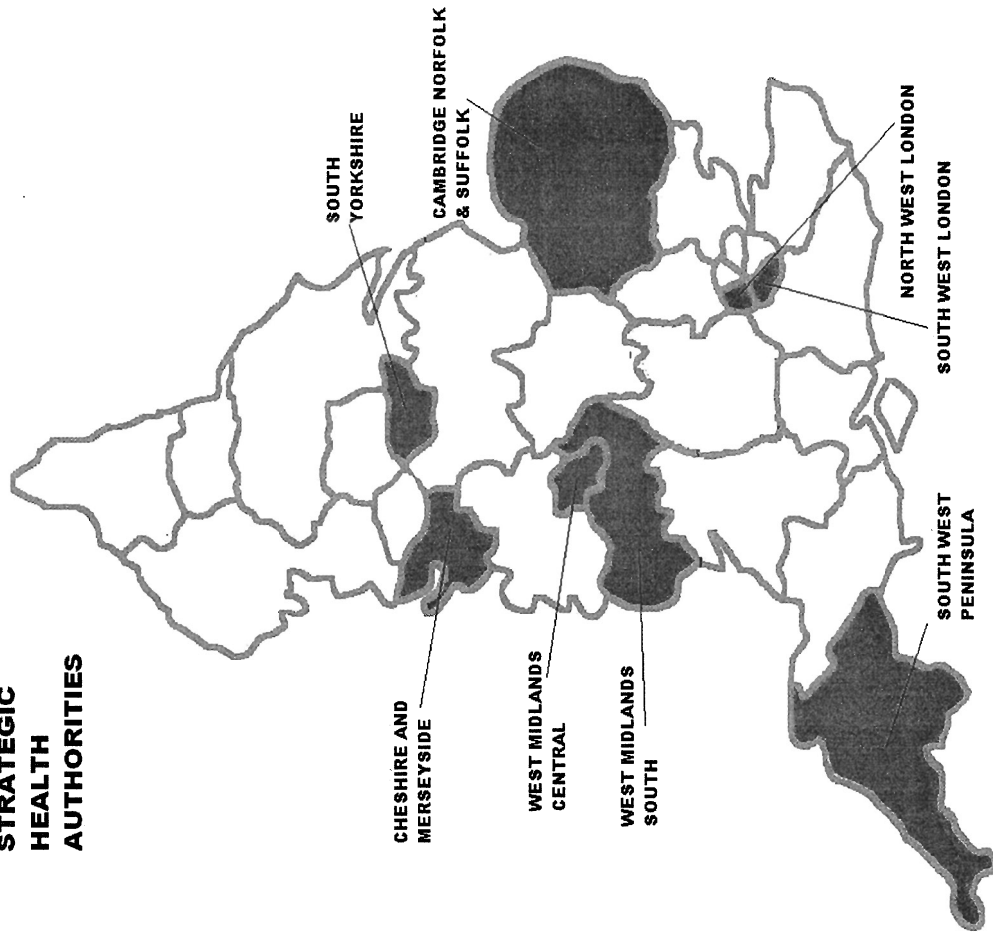 STRATEGIC
HEALTH
AUTHORITIES
SOUTH
YORKSHIRE
CAMBRIDGE NORFOLK
& SUFFOLK
CHESHIRE AND
MERSEYSIDE
WEST MIDLANDS
CENTRAL
WEST MIDLANDS
SOUTH
NORTH WEST LONDON
SOUTH WEST LONDON
SOUTH WEST
PENINSULA